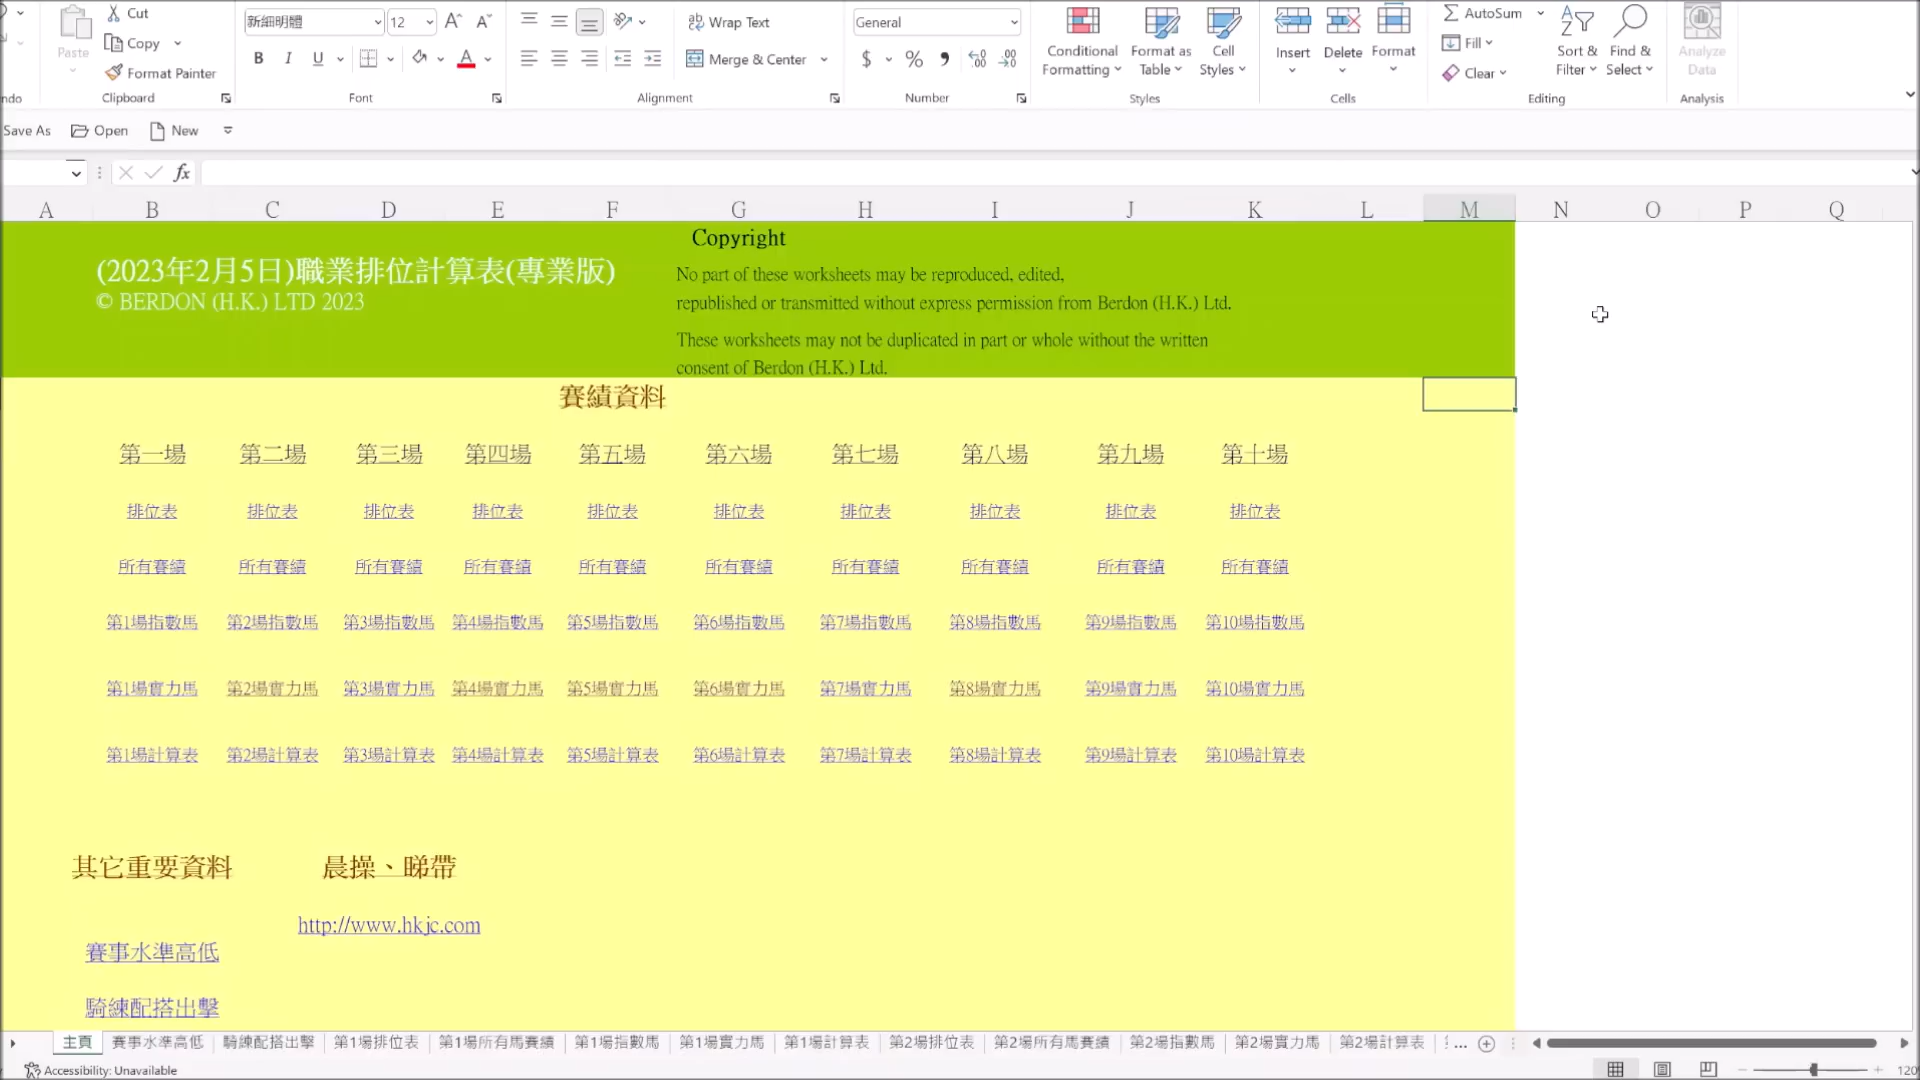 Cut
Copy
Paste
Format Painter
ndo
Clipboard
新細明體
12
B I U
Font
Wrap Text
Merge & Center
Alignment
General
$ % ,
Number
Conditional Formatting
Format as Table
Cell Styles
Styles
Insert
Delete
Format
Cells
AutoSum
Fill
Clear
Sort & Filter
Find & Select
Editing
Analyze Data
Analysis
Save As Open New
fx
A B C D E F G H I J K L M N O P Q
(2023年2月5日)職業排位計算表(專業版)
© BERDON (H.K.) LTD 2023
Copyright
No part of these worksheets may be reproduced, edited,
republished or transmitted without express permission from Berdon (H.K.) Ltd.
These worksheets may not be duplicated in part or whole without the written
consent of Berdon (H.K.) Ltd.
賽績資料
第一場 第二場 第三場 第四場 第五場 第六場 第七場 第八場 第九場 第十場
排位表 排位表 排位表 排位表 排位表 排位表 排位表 排位表 排位表 排位表
所有賽績 所有賽績 所有賽績 所有賽績 所有賽績 所有賽績 所有賽績 所有賽績 所有賽績 所有賽績
第1場指數馬 第2場指數馬 第3場指數馬 第4場指數馬 第5場指數馬 第6場指數馬 第7場指數馬 第8場指數馬 第9場指數馬 第10場指數馬
第1場實力馬 第2場實力馬 第3場實力馬 第4場實力馬 第5場實力馬 第6場實力馬 第7場實力馬 第8場實力馬 第9場實力馬 第10場實力馬
第1場計算表 第2場計算表 第3場計算表 第4場計算表 第5場計算表 第6場計算表 第7場計算表 第8場計算表 第9場計算表 第10場計算表
其它重要資料 晨操、睇帶
http://www.hkjc.com
賽事水準高低
騎練配搭出擊
主頁 賽事水準高低 騎練配搭出擊 第1場排位表 第1場所有馬賽績 第1場指數馬 第1場實力馬 第1場計算表 第2場排位表 第2場所有馬賽績 第2場指數馬 第2場實力馬 第2場計算表 ...
Accessibility: Unavailable
120